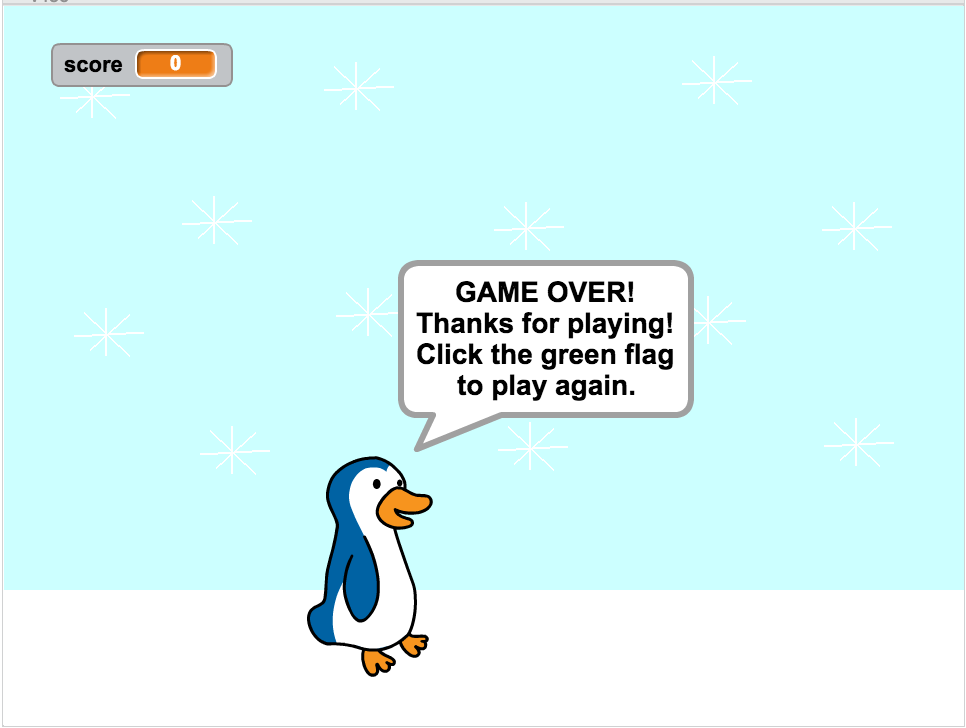 score 0
GAME OVER!
Thanks for playing!
Click the green flag
to play again.